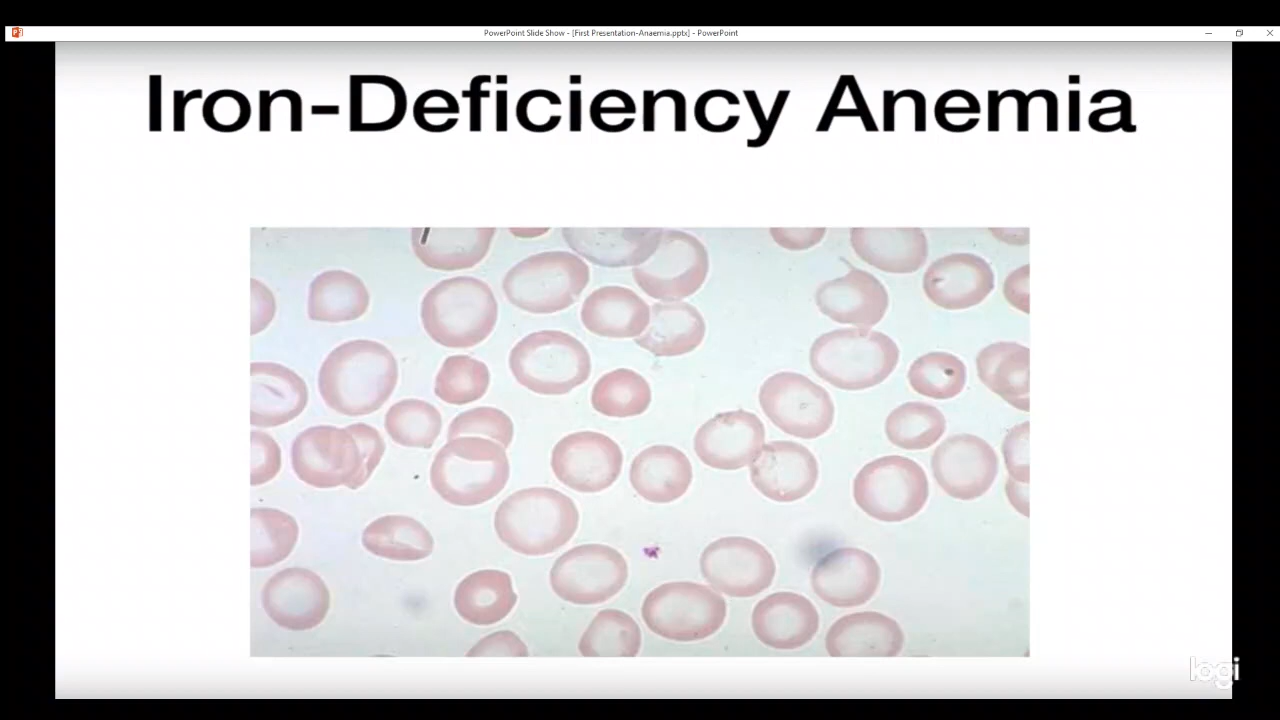 PowerPoint Slide Show - [First Presentation-Anaemia.pptx] - PowerPoint
Iron-Deficiency Anemia
logi